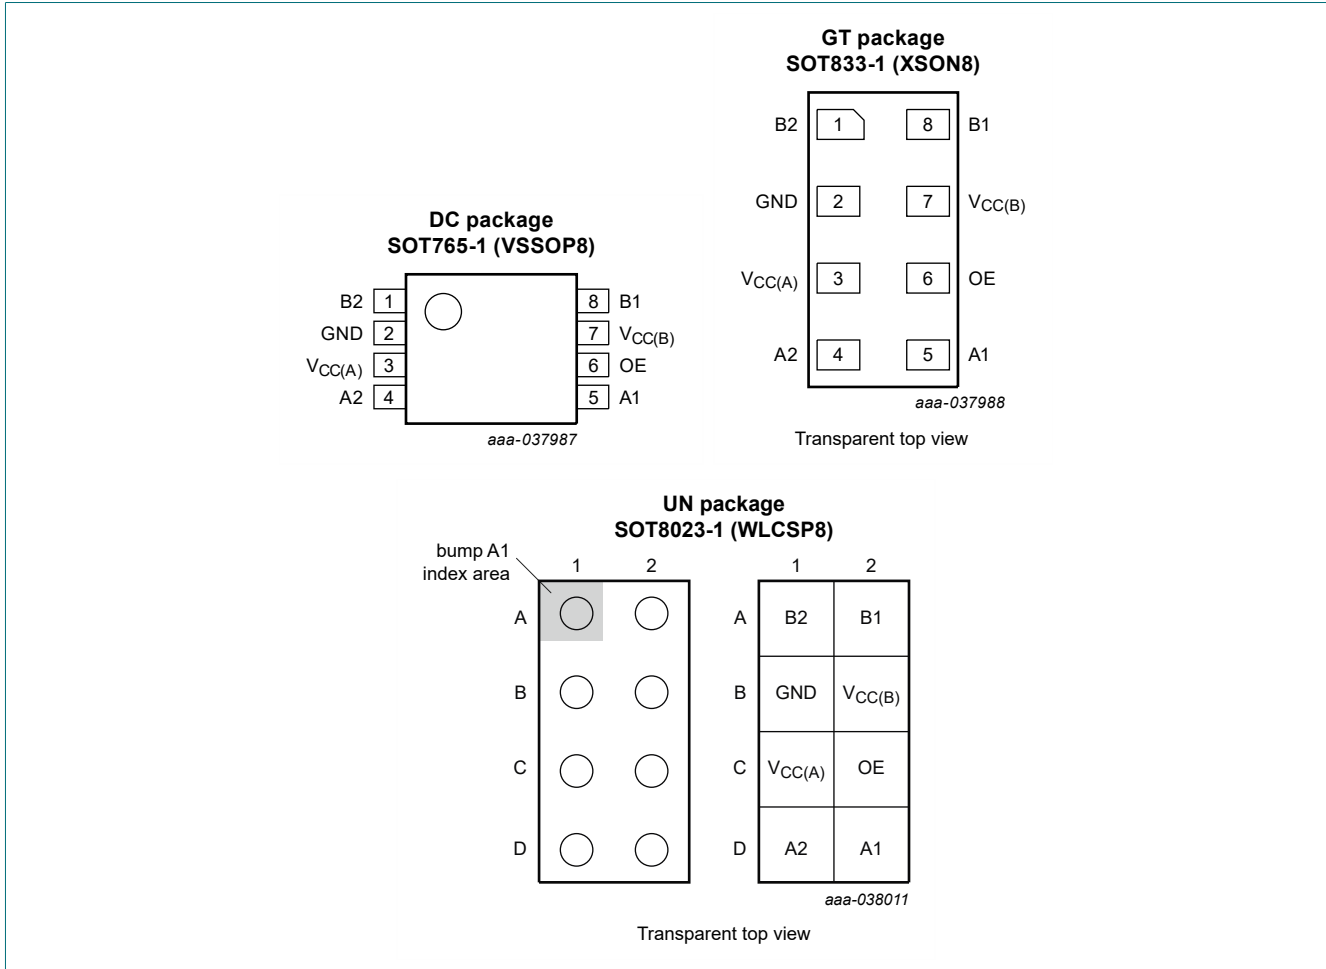 GT package
SOT833-1 (XSON8)
B2 1 8 B1
GND 2 7 VCC(B)
VCC(A) 3 6 OE
A2 4 5 A1
aaa-037988
Transparent top view
DC package
SOT765-1 (VSSOP8)
B2 1 8 B1
GND 2 7 VCC(B)
VCC(A) 3 6 OE
A2 4 5 A1
aaa-037987
UN package
SOT8023-1 (WLCSP8)
bump A1
index area
1 2
A
B
C
D
1 2
A B2 B1
B GND VCC(B)
C VCC(A) OE
D A2 A1
aaa-038011
Transparent top view